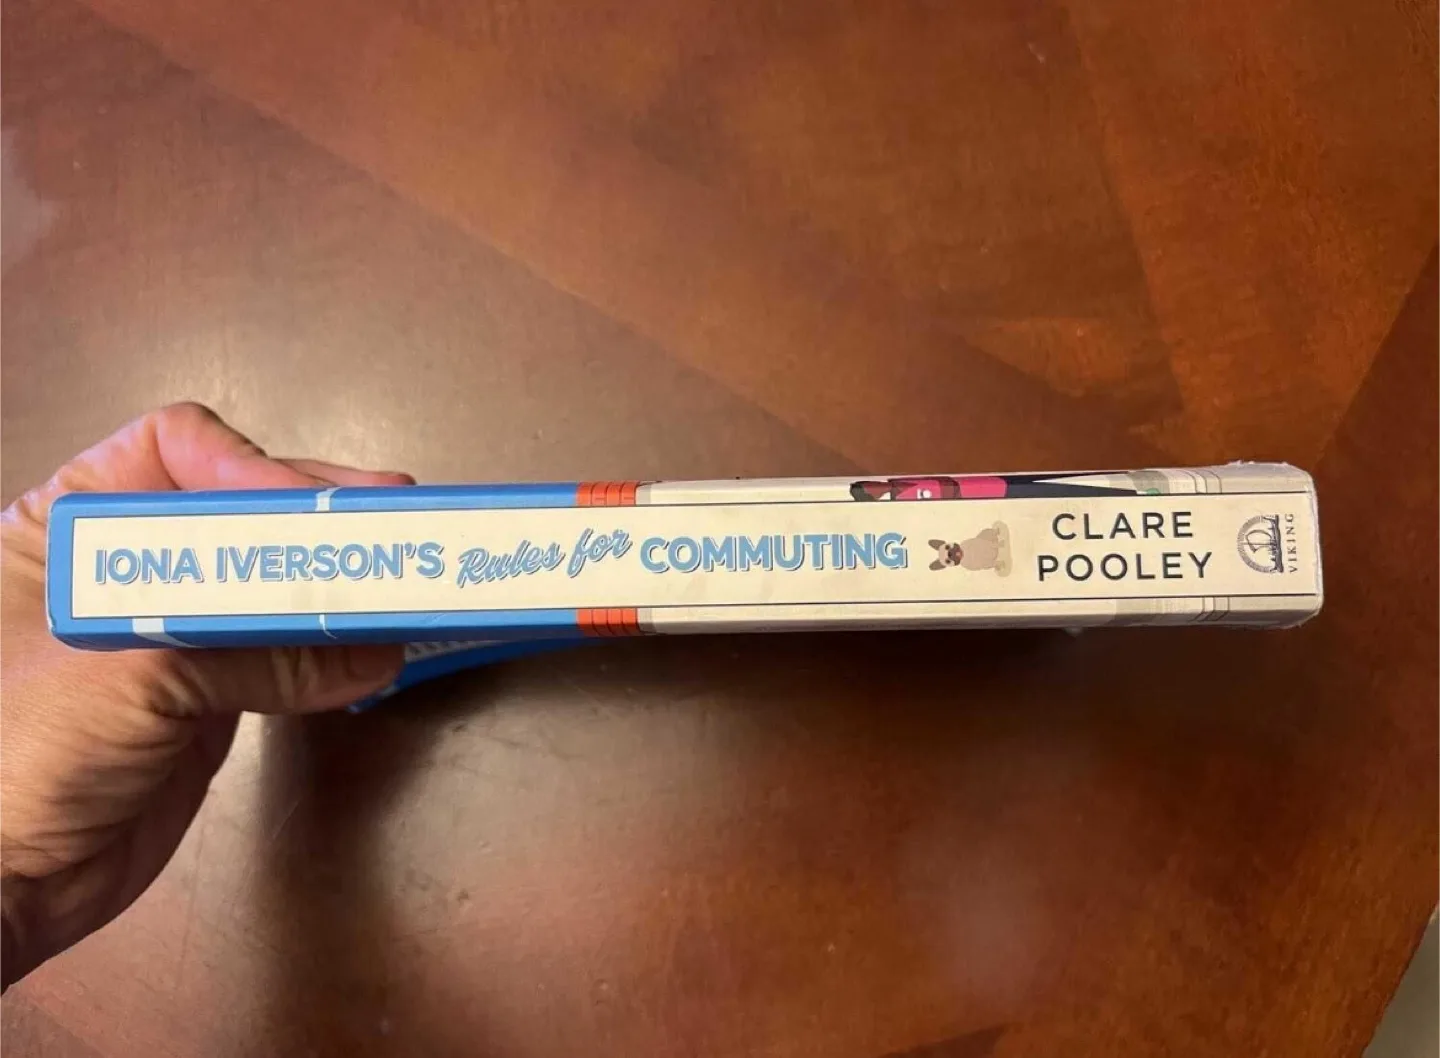 IONA IVERSON'S Rules for COMMUTING
CLARE
POOLEY
VIKING